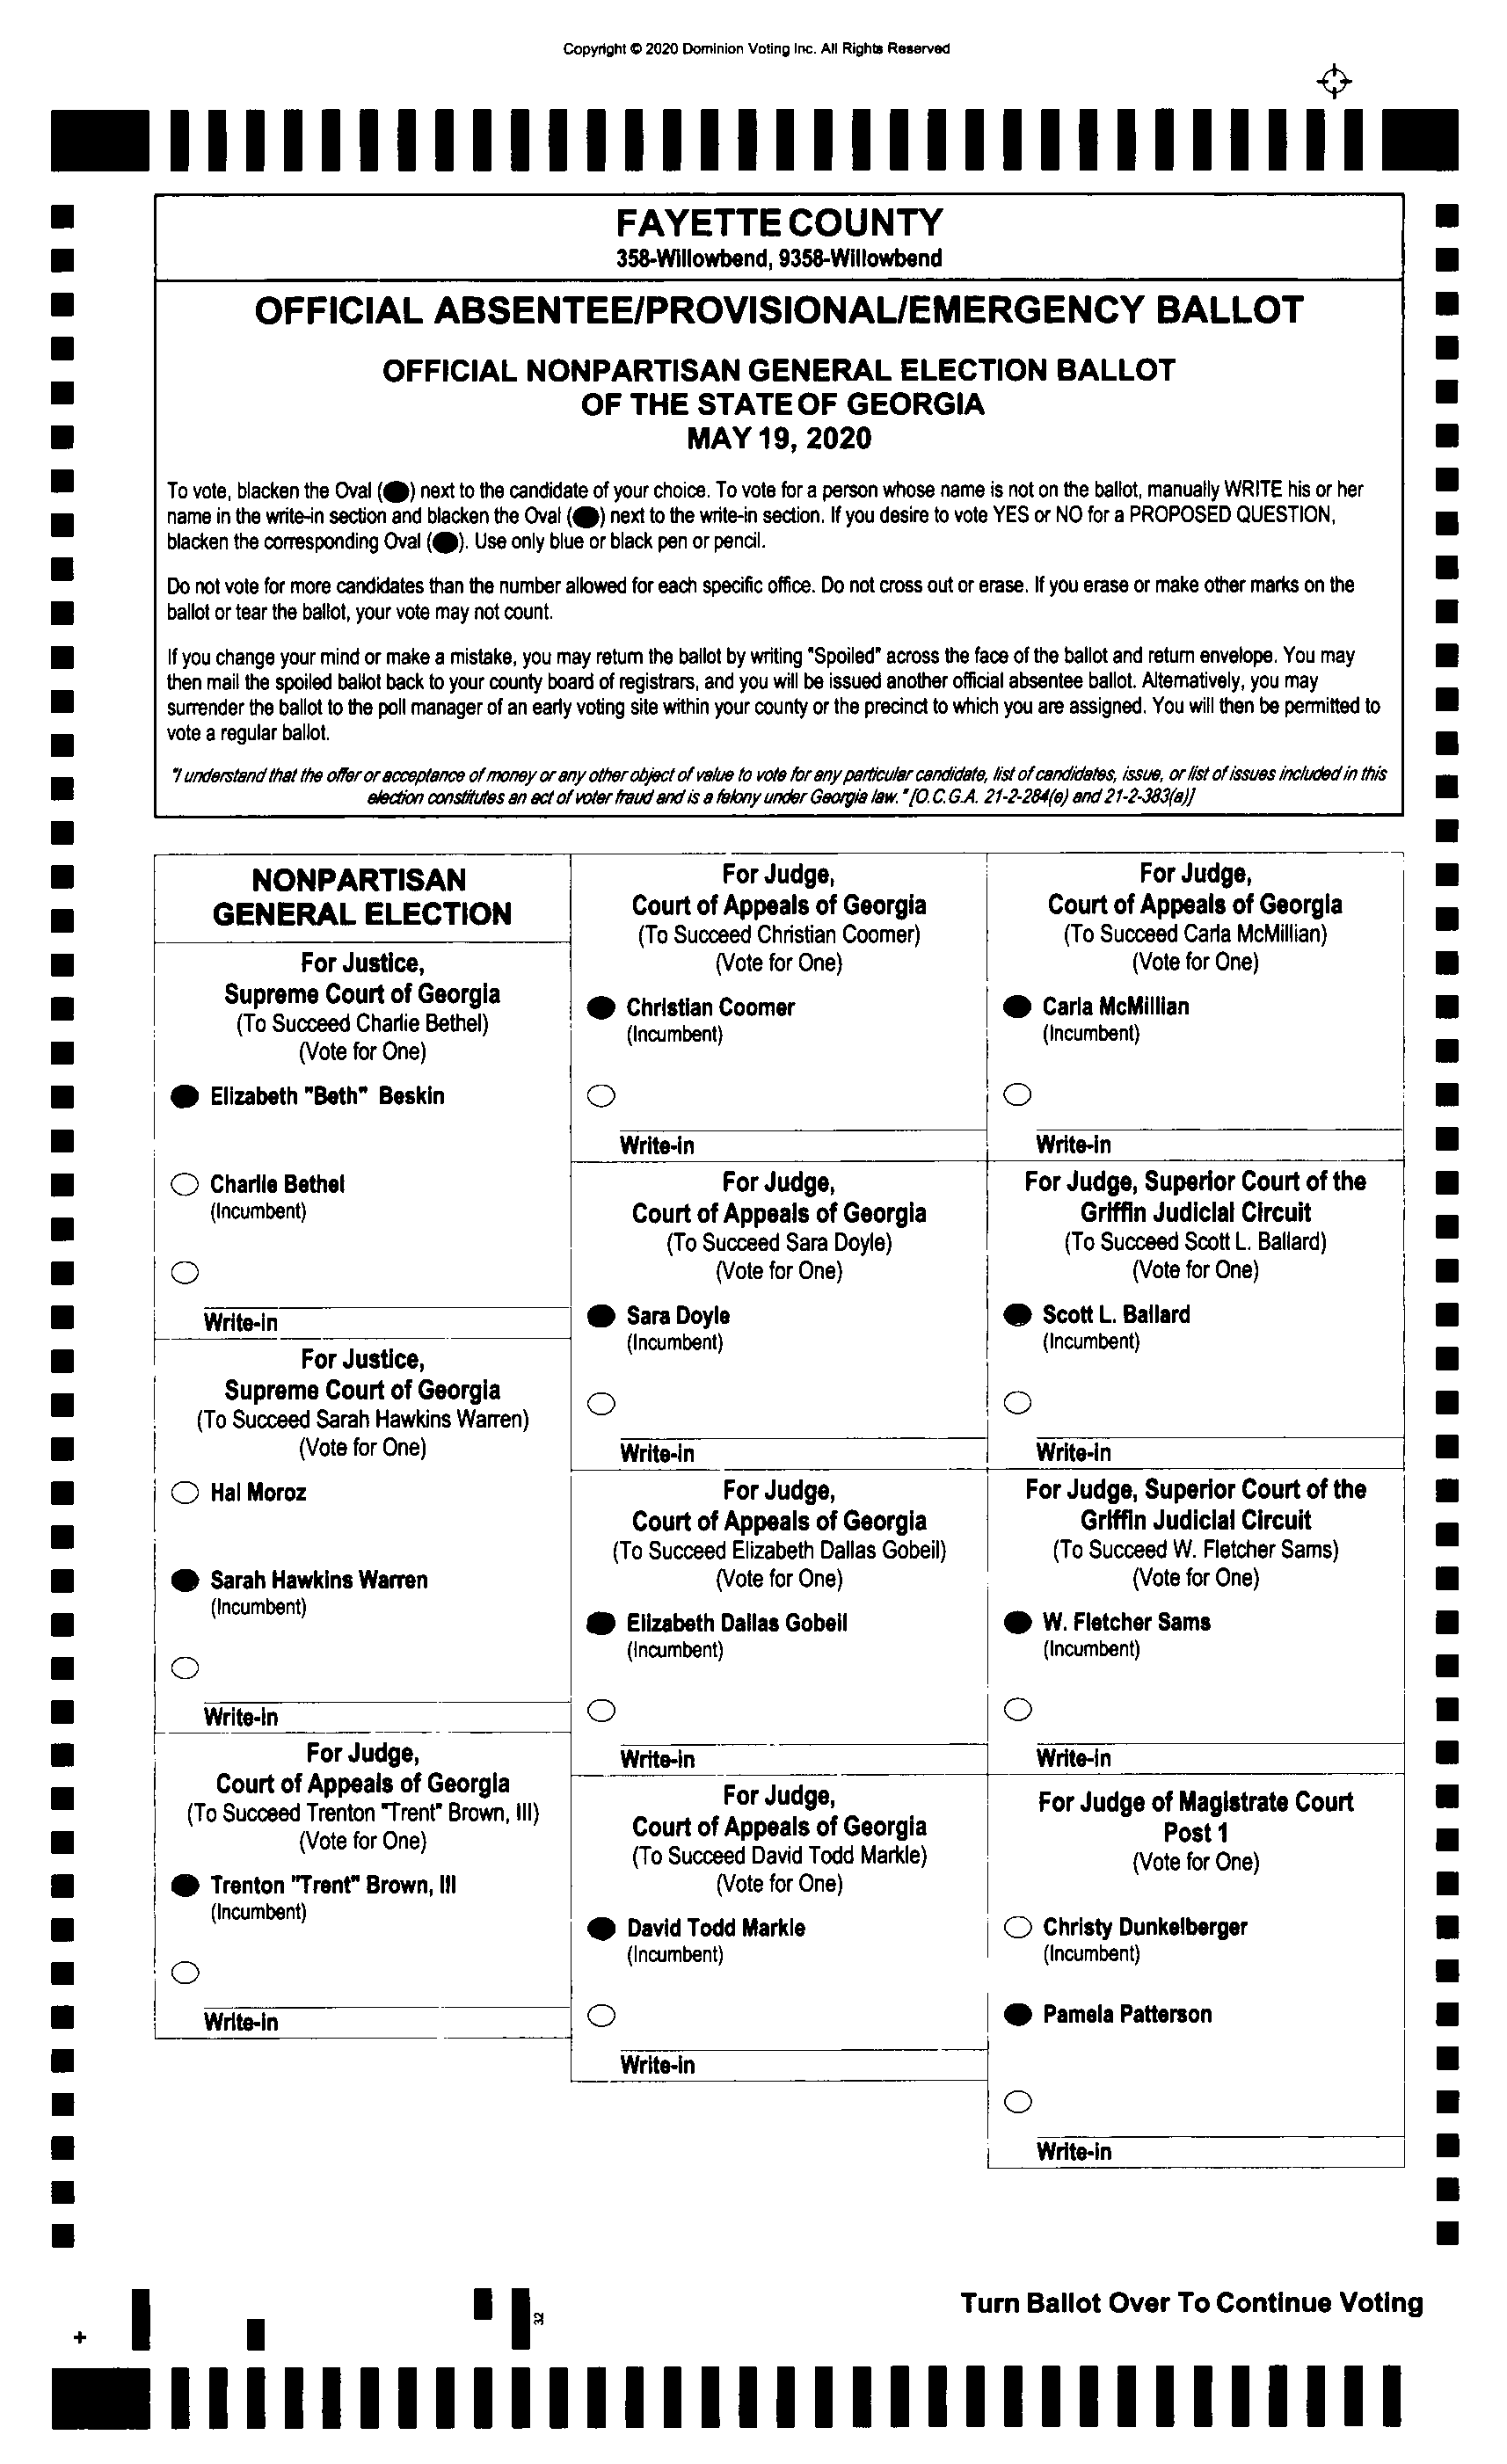 Copyright © 2020 Dominion Voting Inc. All Rights Reserved
FAYETTE COUNTY
358-Willowbend, 9358-Willowbend
OFFICIAL ABSENTEE/PROVISIONAL/EMERGENCY BALLOT
OFFICIAL NONPARTISAN GENERAL ELECTION BALLOT
OF THE STATE OF GEORGIA
MAY 19, 2020
To vote, blacken the Oval (●) next to the candidate of your choice. To vote for a person whose name is not on the ballot, manually WRITE his or her
name in the write-in section and blacken the Oval (●) next to the write-in section. If you desire to vote YES or NO for a PROPOSED QUESTION,
blacken the corresponding Oval (●). Use only blue or black pen or pencil.
Do not vote for more candidates than the number allowed for each specific office. Do not cross out or erase. If you erase or make other marks on the
ballot or tear the ballot, your vote may not count.
If you change your mind or make a mistake, you may return the ballot by writing "Spoiled" across the face of the ballot and return envelope. You may
then mail the spoiled ballot back to your county board of registrars, and you will be issued another official absentee ballot. Alternatively, you may
surrender the ballot to the poll manager of an early voting site within your county or the precinct to which you are assigned. You will then be permitted to
vote a regular ballot.
"I understand that the offer or acceptance of money or any other object of value to vote for any particular candidate, list of candidates, issue, or list of issues included in this
election constitutes an act of voter fraud and is a felony under Georgia law." [O.C.G.A. 21-2-284(e) and 21-2-383(a)]
NONPARTISAN
GENERAL ELECTION
For Justice,
Supreme Court of Georgia
(To Succeed Charlie Bethel)
(Vote for One)
Elizabeth "Beth" Beskin
Charlie Bethel
(Incumbent)
Write-in
For Justice,
Supreme Court of Georgia
(To Succeed Sarah Hawkins Warren)
(Vote for One)
Hal Moroz
Sarah Hawkins Warren
(Incumbent)
Write-in
For Judge,
Court of Appeals of Georgia
(To Succeed Trenton "Trent" Brown, III)
(Vote for One)
Trenton "Trent" Brown, III
(Incumbent)
Write-in
For Judge,
Court of Appeals of Georgia
(To Succeed Christian Coomer)
(Vote for One)
Christian Coomer
(Incumbent)
Write-in
For Judge,
Court of Appeals of Georgia
(To Succeed Sara Doyle)
(Vote for One)
Sara Doyle
(Incumbent)
Write-in
For Judge,
Court of Appeals of Georgia
(To Succeed Elizabeth Dallas Gobeil)
(Vote for One)
Elizabeth Dallas Gobeil
(Incumbent)
Write-in
For Judge,
Court of Appeals of Georgia
(To Succeed David Todd Markle)
(Vote for One)
David Todd Markle
(Incumbent)
Write-in
For Judge,
Court of Appeals of Georgia
(To Succeed Carla McMillian)
(Vote for One)
Carla McMillian
(Incumbent)
Write-in
For Judge, Superior Court of the
Griffin Judicial Circuit
(To Succeed Scott L. Ballard)
(Vote for One)
Scott L. Ballard
(Incumbent)
Write-in
For Judge, Superior Court of the
Griffin Judicial Circuit
(To Succeed W. Fletcher Sams)
(Vote for One)
W. Fletcher Sams
(Incumbent)
Write-in
For Judge of Magistrate Court
Post 1
(Vote for One)
Christy Dunkelberger
(Incumbent)
Pamela Patterson
Write-in
Turn Ballot Over To Continue Voting
32
+